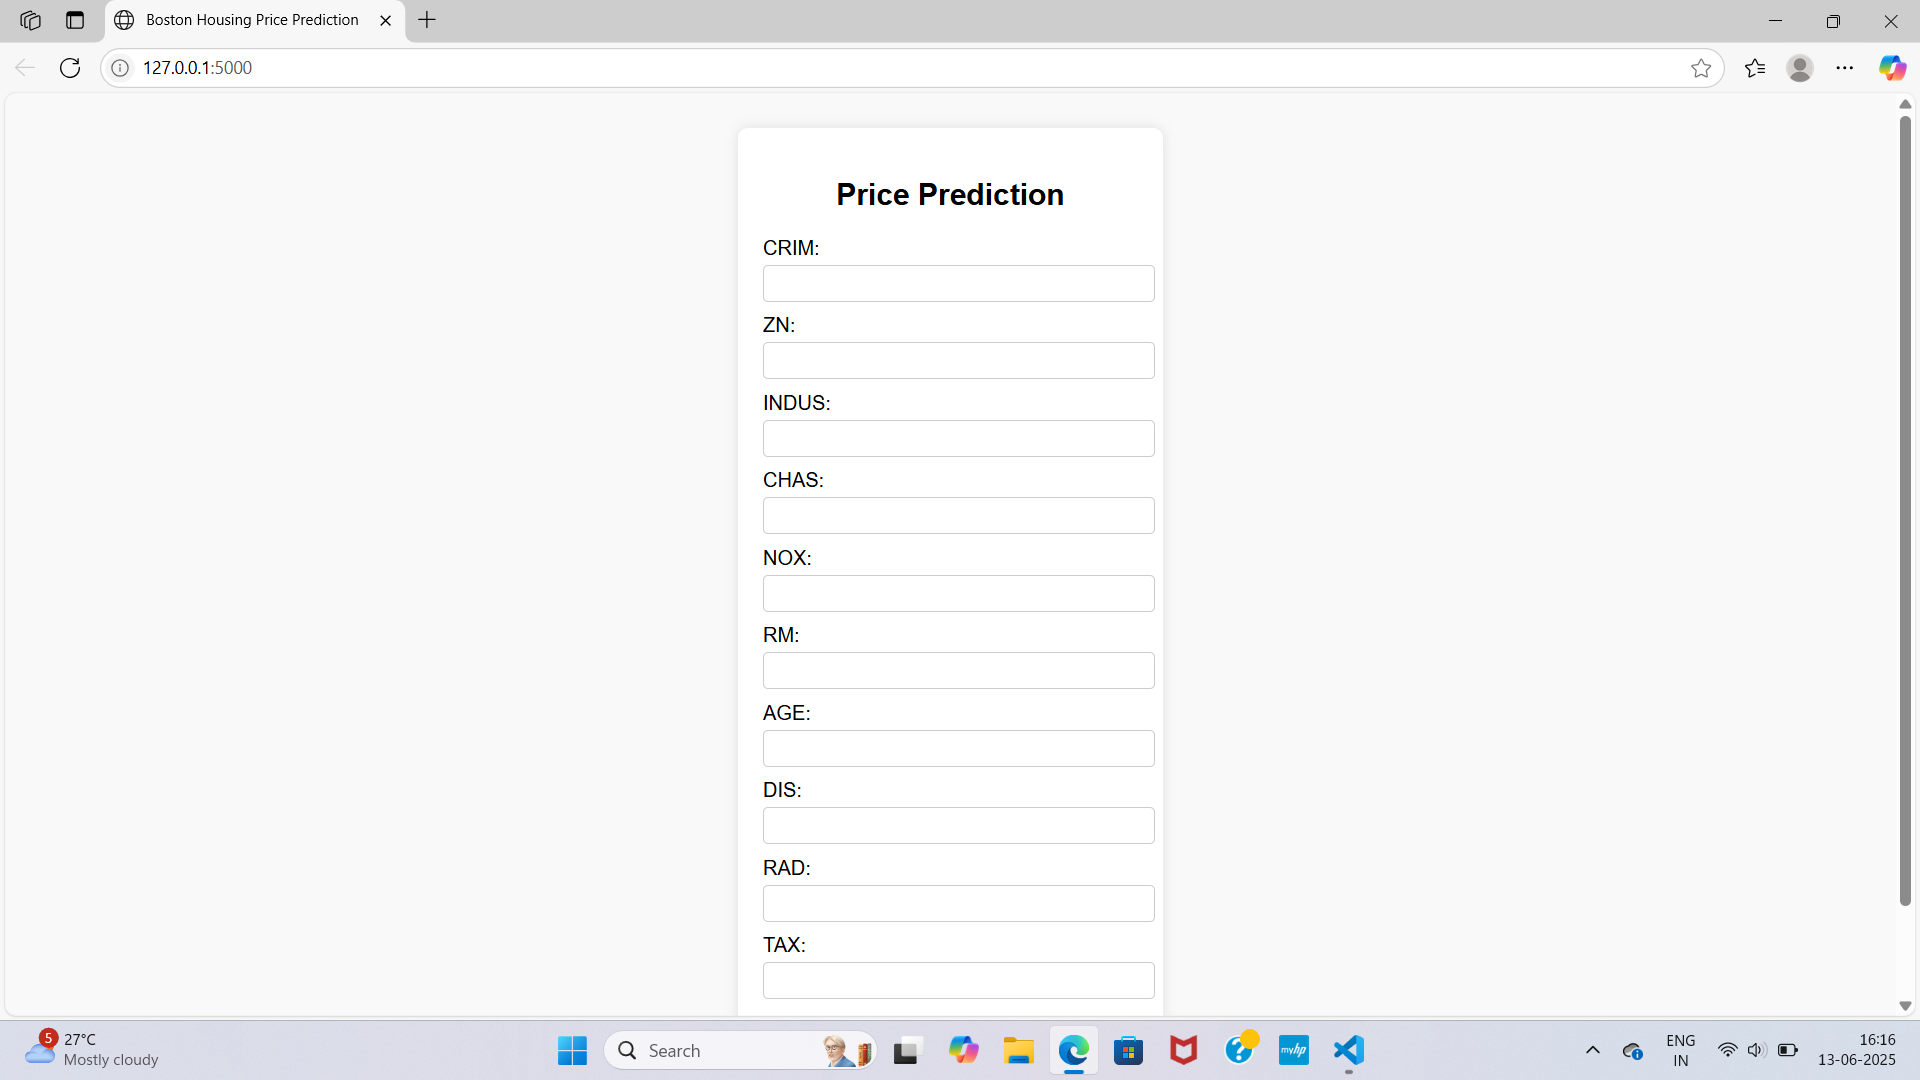 Boston Housing Price Prediction
127.0.0.1:5000
Price Prediction
CRIM:
ZN:
INDUS:
CHAS:
NOX:
RM:
AGE:
DIS:
RAD:
TAX:
5
27°C
Mostly cloudy
Search
myhp
ENG
IN
16:16
13-06-2025